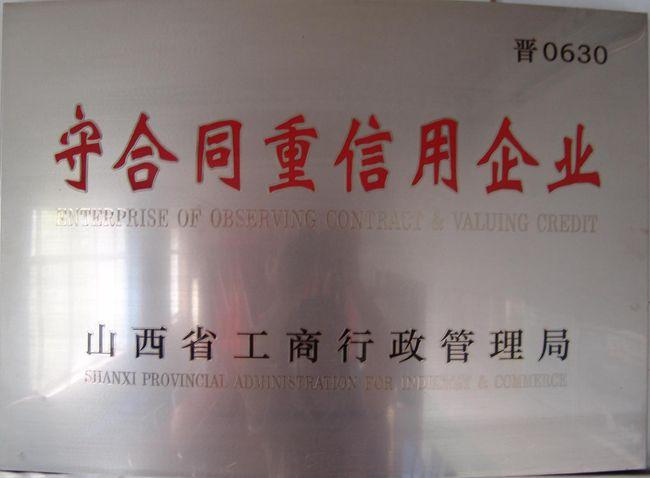 晋0630
守合同重信用企业
ENTERPRISE OF OBSERVING CONTRACT & VALUING CREDIT
山西省工商行政管理局
SHANXI PROVINCIAL ADMINISTRATION FOR INDUSTRY & COMMERCE